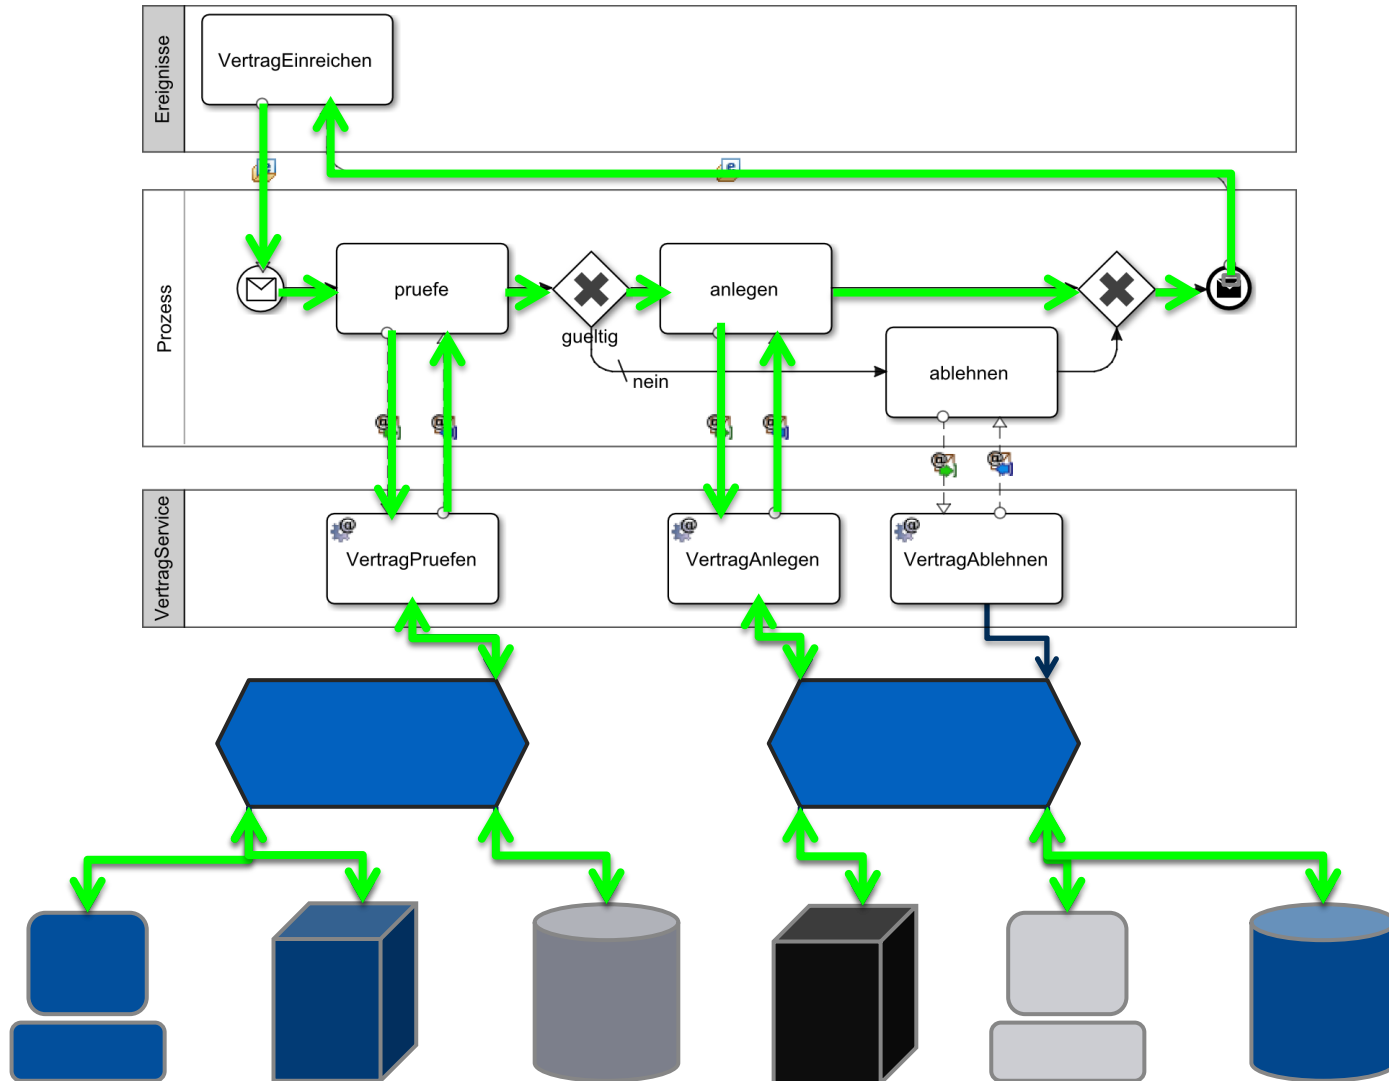 Ereignisse
VertragEinreichen
e
e
Prozess
pruefe
anlegen
gueltig
nein
ablehnen
@
@
@
@
@
@
VertragService
@
VertragPruefen
@
VertragAnlegen
@
VertragAblehnen